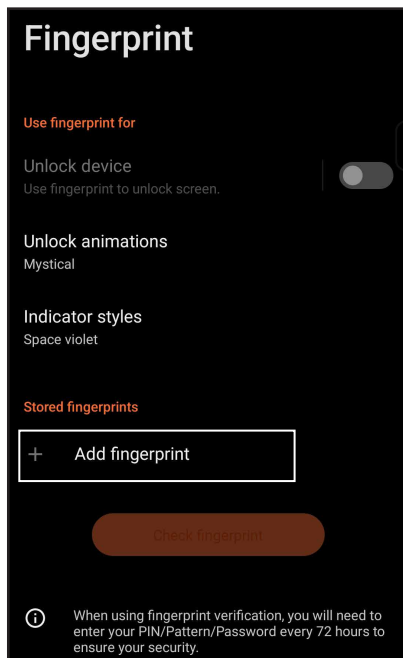 Fingerprint
Use fingerprint for
Unlock device
Use fingerprint to unlock screen.
Unlock animations
Mystical
Indicator styles
Space violet
Stored fingerprints
+ Add fingerprint
Check fingerprint
When using fingerprint verification, you will need to
enter your PIN/Pattern/Password every 72 hours to
ensure your security.